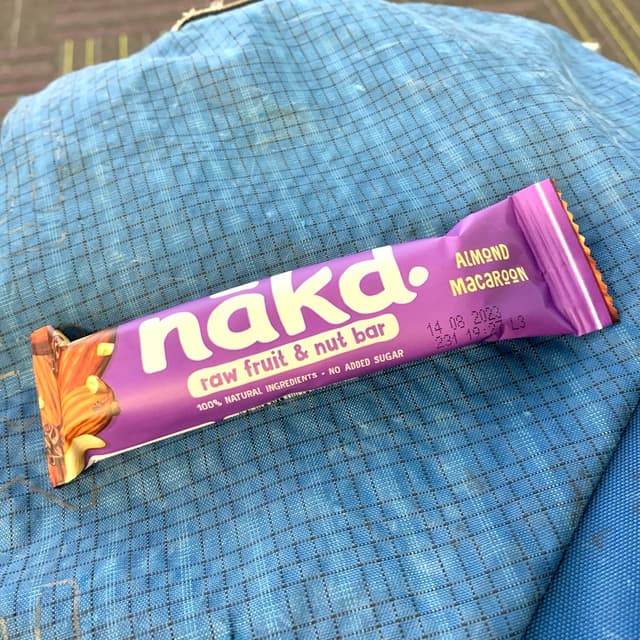 nākd.
raw fruit & nut bar
100% NATURAL INGREDIENTS • NO ADDED SUGAR
ALMOND
MACAROON
14 08 2023